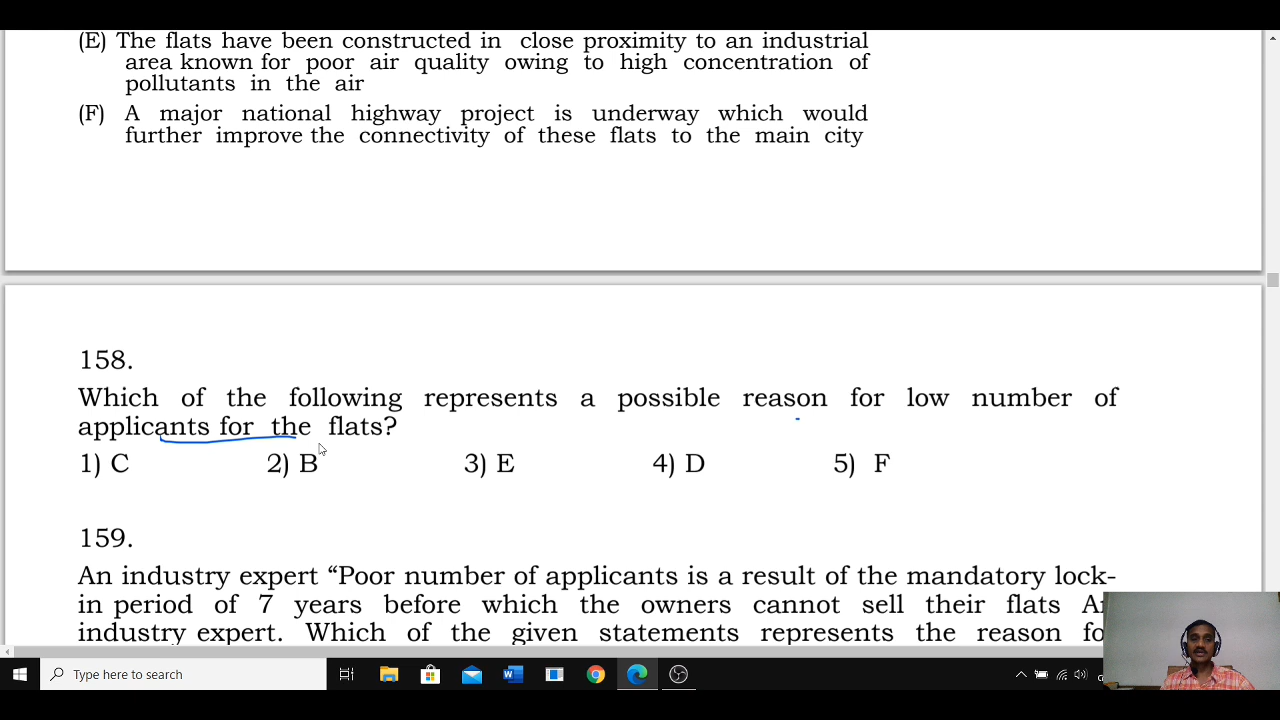 (E) The flats have been constructed in close proximity to an industrial
area known for poor air quality owing to high concentration of
pollutants in the air
(F) A major national highway project is underway which would
further improve the connectivity of these flats to the main city
158.
Which of the following represents a possible reason for low number of
applicants for the flats?
1) C 2) B 3) E 4) D 5) F
159.
An industry expert “Poor number of applicants is a result of the mandatory lock-
in period of 7 years before which the owners cannot sell their flats
industry expert. Which of the given statements represents the reason
Type here to search